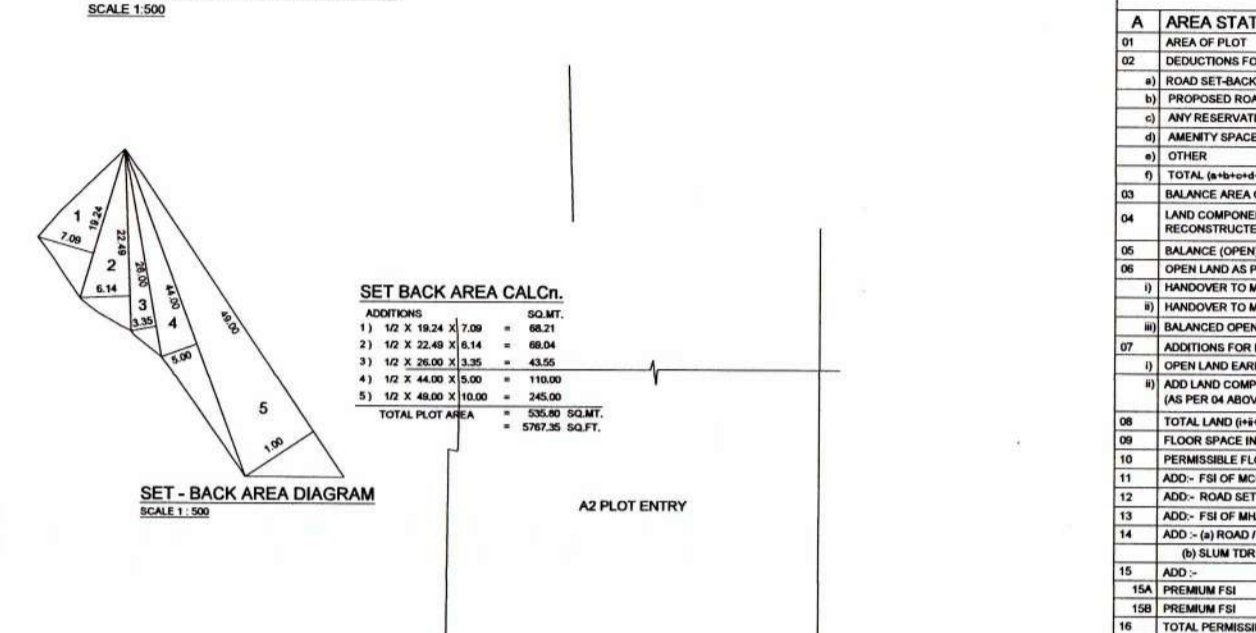 SCALE 1:500
1
19.24
7.09
22.49
2
6.14
26.00
3
3.35
44.00
4
5.00
49.00
5
1.00
SET - BACK AREA DIAGRAM
SCALE 1 : 500
SET BACK AREA CALCn.
ADDITIONS SQ.MT.
1) 1/2 X 19.24 X 7.09 = 68.21
2) 1/2 X 22.49 X 6.14 = 69.04
3) 1/2 X 26.00 X 3.35 = 43.55
4) 1/2 X 44.00 X 5.00 = 110.00
5) 1/2 X 49.00 X 10.00 = 245.00
TOTAL PLOT AREA = 535.80 SQ.MT.
= 5767.35 SQ.FT.
A2 PLOT ENTRY
A AREA STAT
01 AREA OF PLOT
02 DEDUCTIONS FO
a) ROAD SET-BACK
b) PROPOSED ROA
c) ANY RESERVATI
d) AMENITY SPACE
e) OTHER
f) TOTAL (a+b+c+d+
03 BALANCE AREA
04 LAND COMPONE
RECONSTRUCTE
05 BALANCE (OPEN
06 OPEN LAND AS P
i) HANDOVER TO M
ii) HANDOVER TO M
iii) BALANCED OPEN
07 ADDITIONS FOR
i) OPEN LAND EAR
ii) ADD LAND COMP
(AS PER 04 ABOV
08 TOTAL LAND (i+ii+
09 FLOOR SPACE IN
10 PERMISSIBLE FL
11 ADD:- FSI OF MC
12 ADD:- ROAD SET
13 ADD:- FSI OF MH
14 ADD :- (a) ROAD /
(b) SLUM TDR
15 ADD :-
15A PREMIUM FSI
15B PREMIUM FSI
16 TOTAL PERMISSI